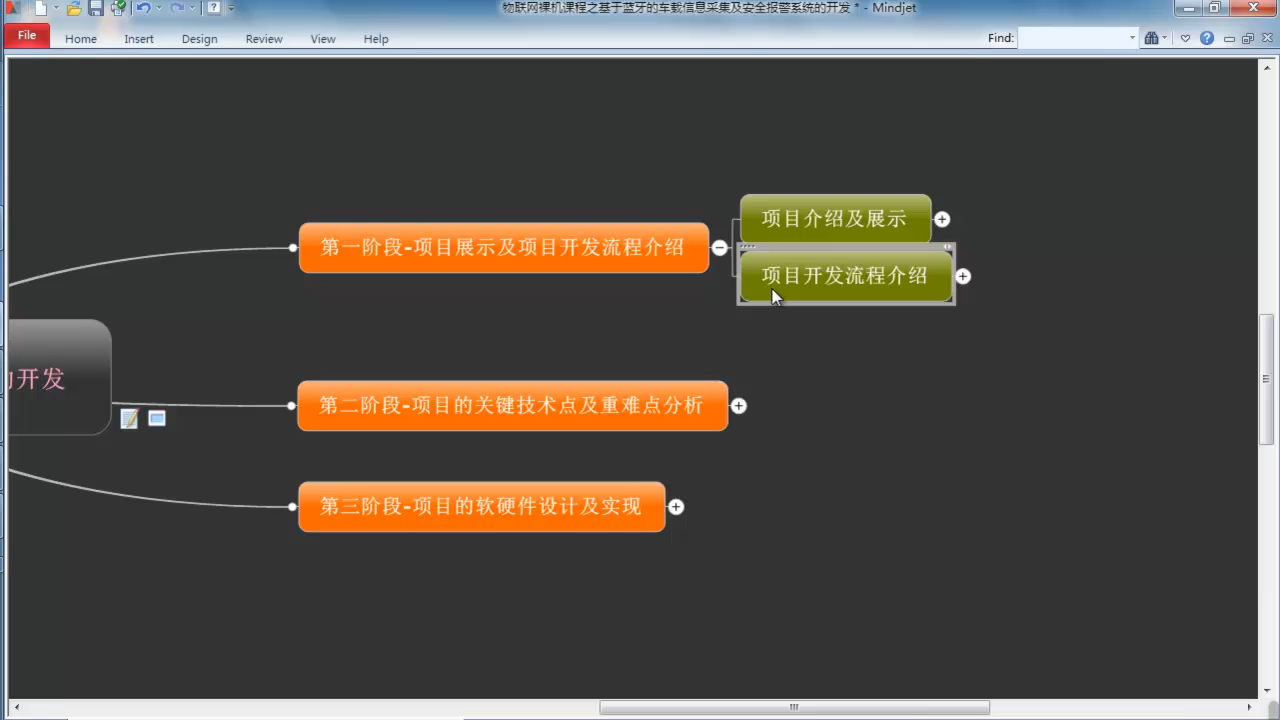 物联网裸机课程之基于蓝牙的车载信息采集及安全报警系统的开发 * - Mindjet
File Home Insert Design Review View Help Find:
项目介绍及展示
第一阶段-项目展示及项目开发流程介绍
项目开发流程介绍
开发
第二阶段-项目的关键技术点及重难点分析
第三阶段-项目的软硬件设计及实现